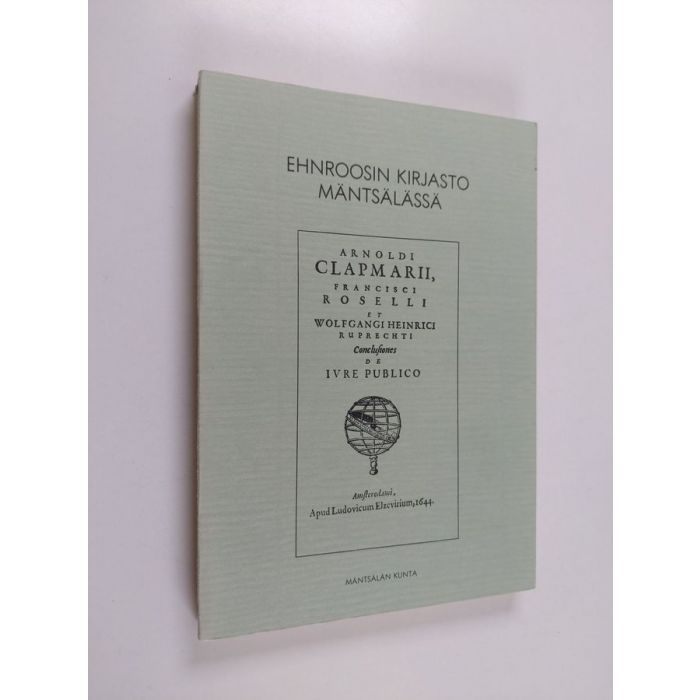 EHNROOSIN KIRJASTO
MÄNTSÄLÄSSÄ
ARNOLDI
CLAPMARII,
FRANCISCI
ROSELLI
ET
WOLFGANGI HEINRICI
RUPRECHTI
Conclusiones
DE
IVRE PUBLICO
Amsterodami,
Apud Ludovicum Elzevirium, 1644.
MÄNTSÄLÄN KUNTA